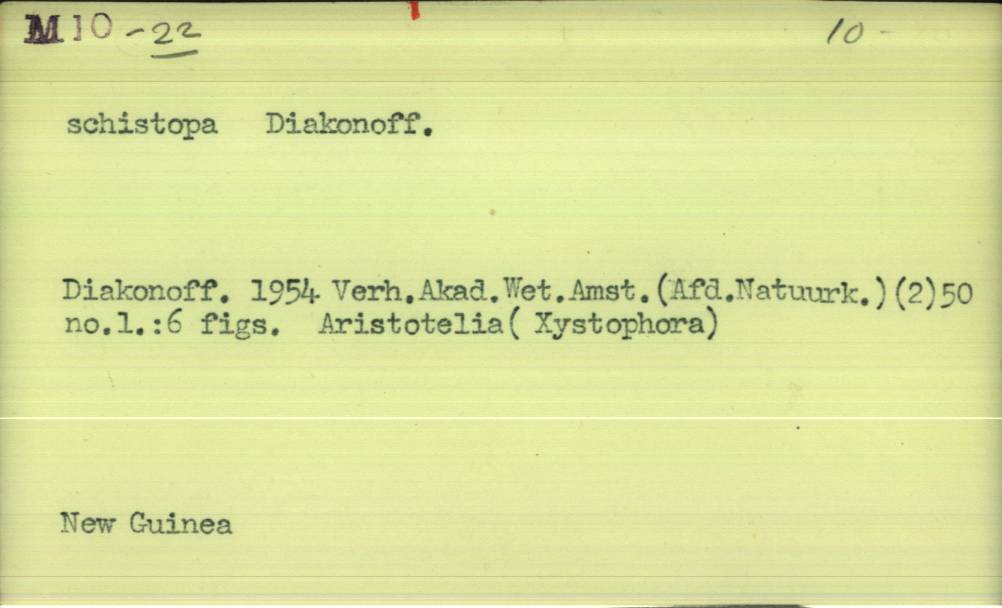 M10 -22 10 -
schistopa Diakonoff.
Diakonoff. 1954 Verh.Akad.Wet.Amst.(Afd.Natuurk.)(2)50
no.1.:6 figs. Aristotelia( Xystophora)
New Guinea